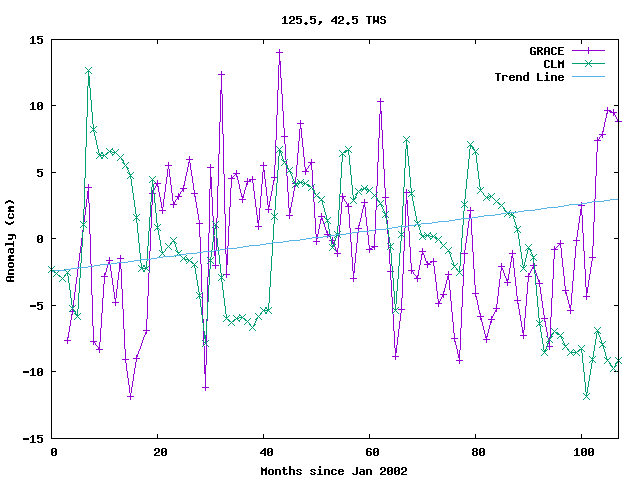 125.5, 42.5 TWS
GRACE
CLM
Trend Line
15
10
5
0
-5
-10
-15
Anomaly (cm)
0 20 40 60 80 100
Months since Jan 2002